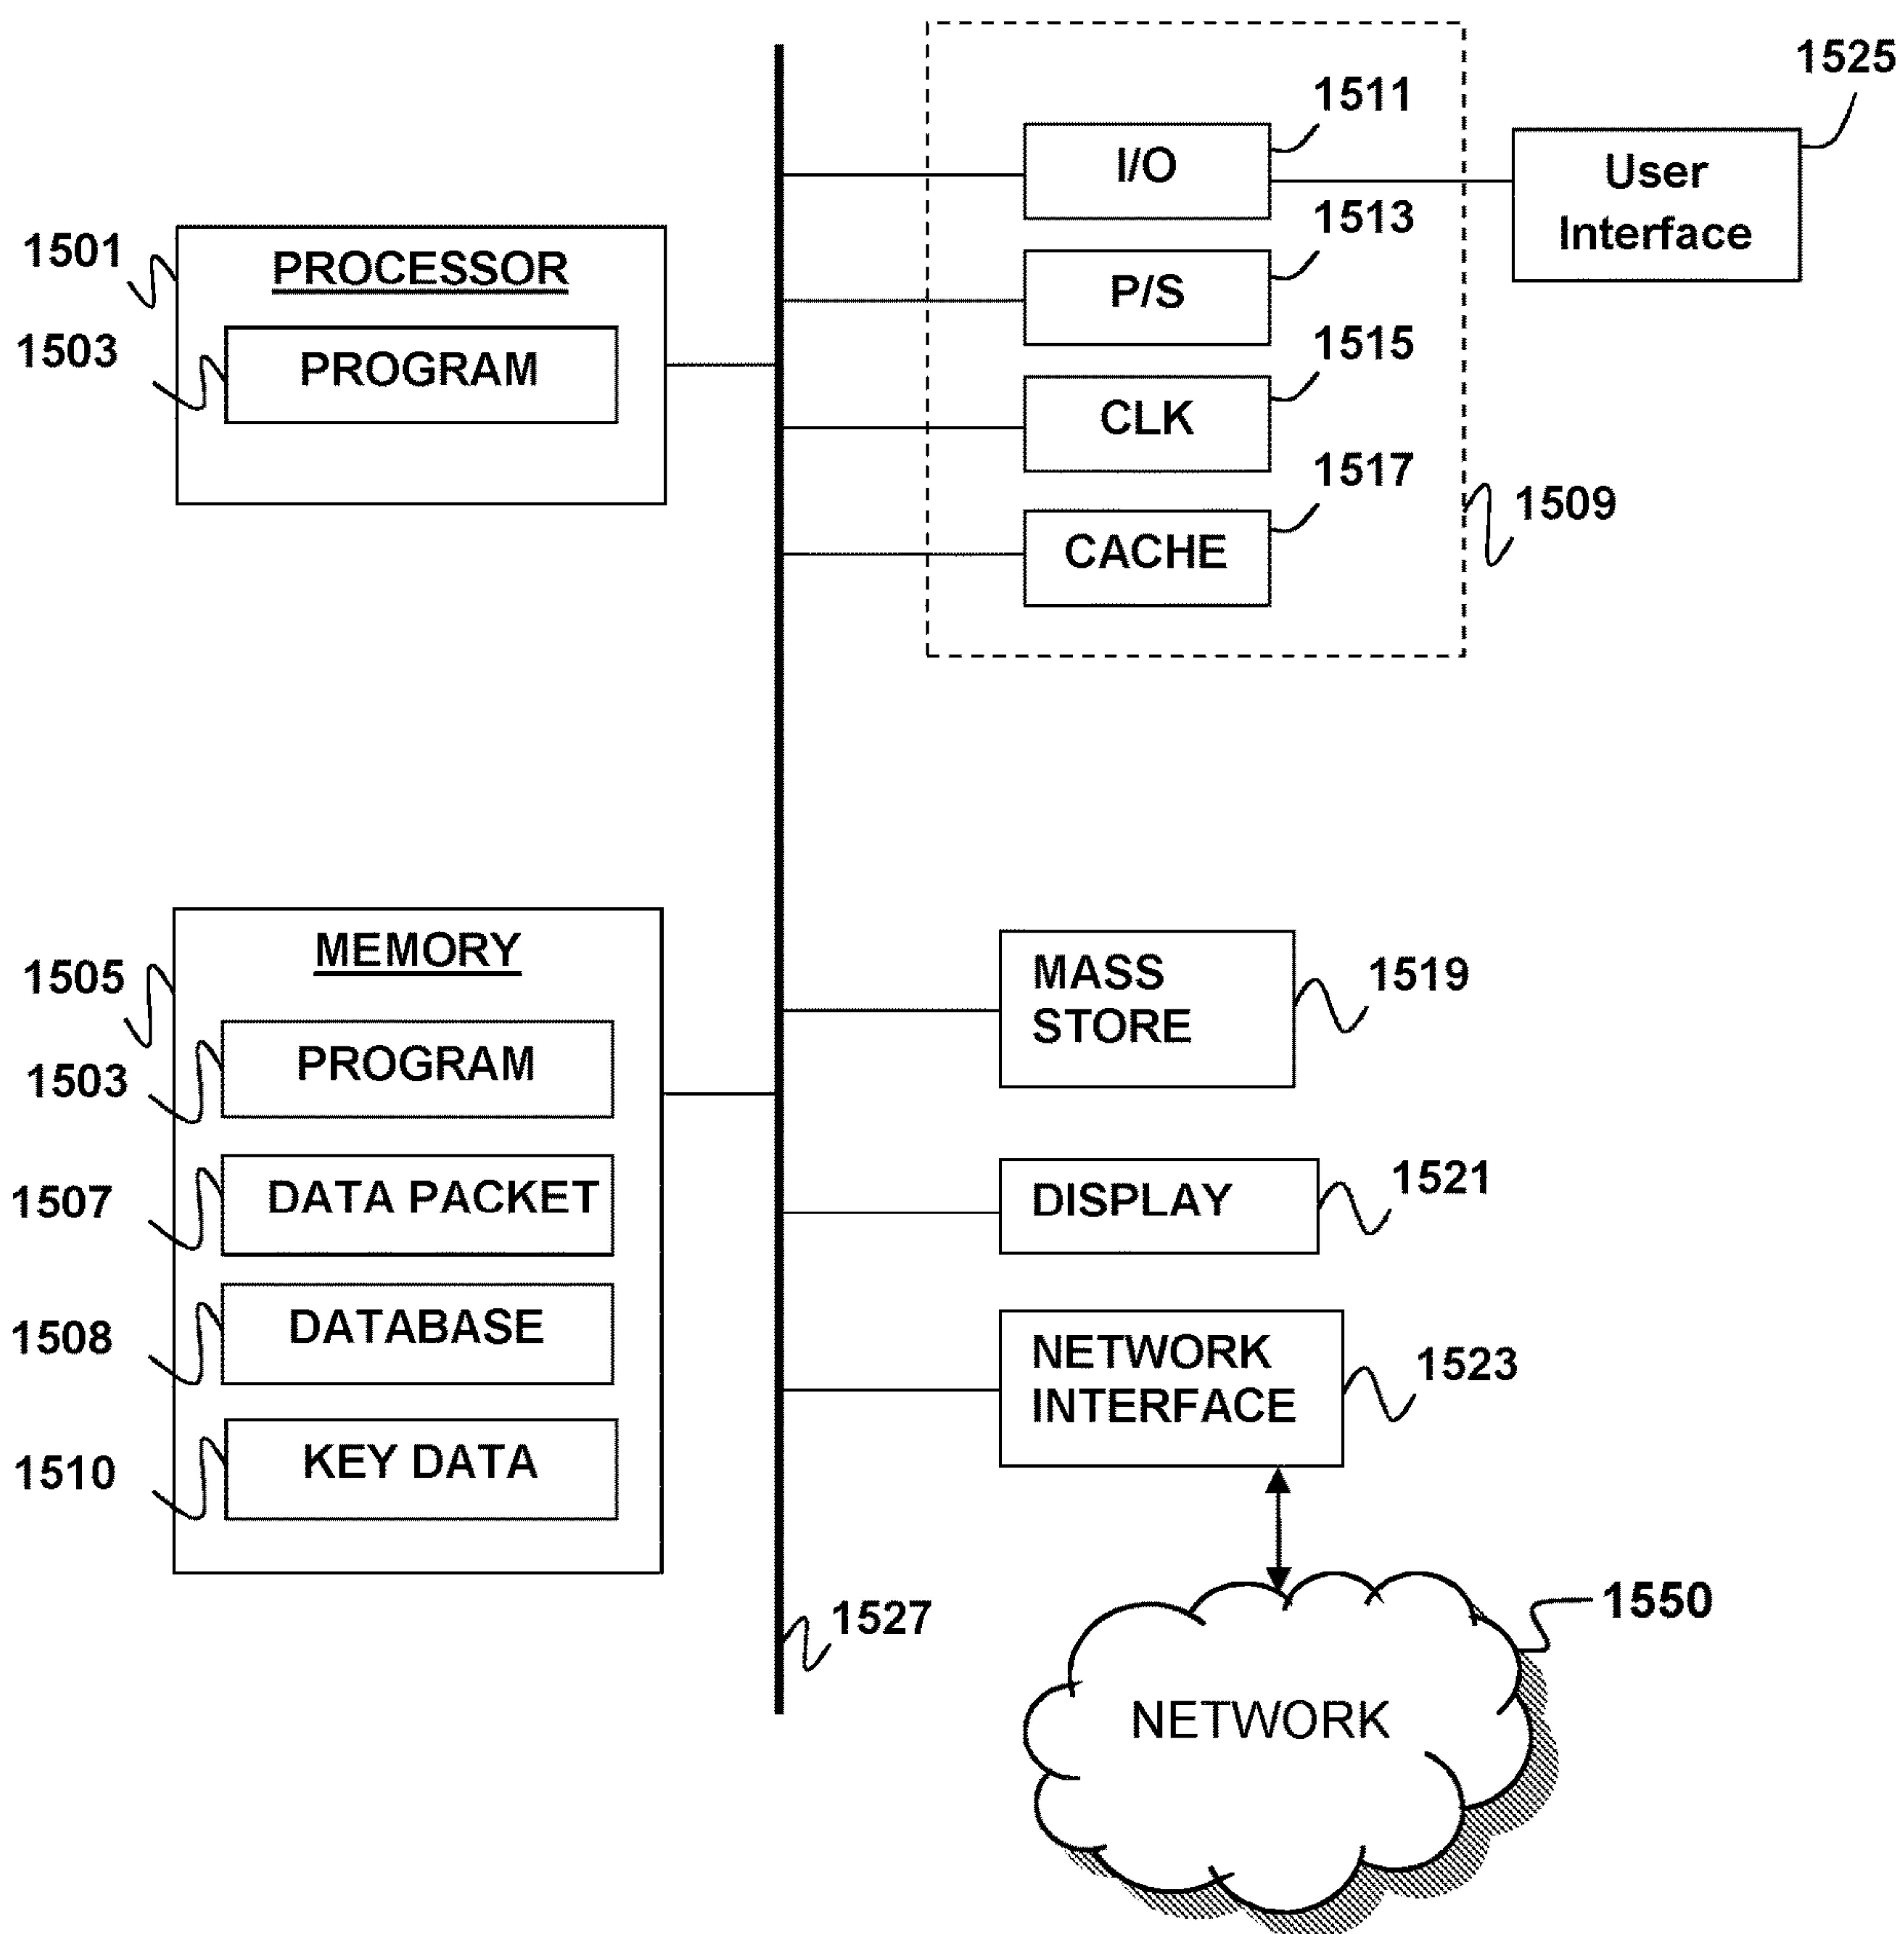 1525
1511
I/O
User
Interface
1513
P/S
1501
PROCESSOR
1503
PROGRAM
1515
CLK
1517
CACHE
1509
MEMORY
1505
PROGRAM
1503
DATA PACKET
1507
DATABASE
1508
KEY DATA
1510
MASS
STORE
1519
DISPLAY
1521
NETWORK
INTERFACE
1523
1527
1550
NETWORK